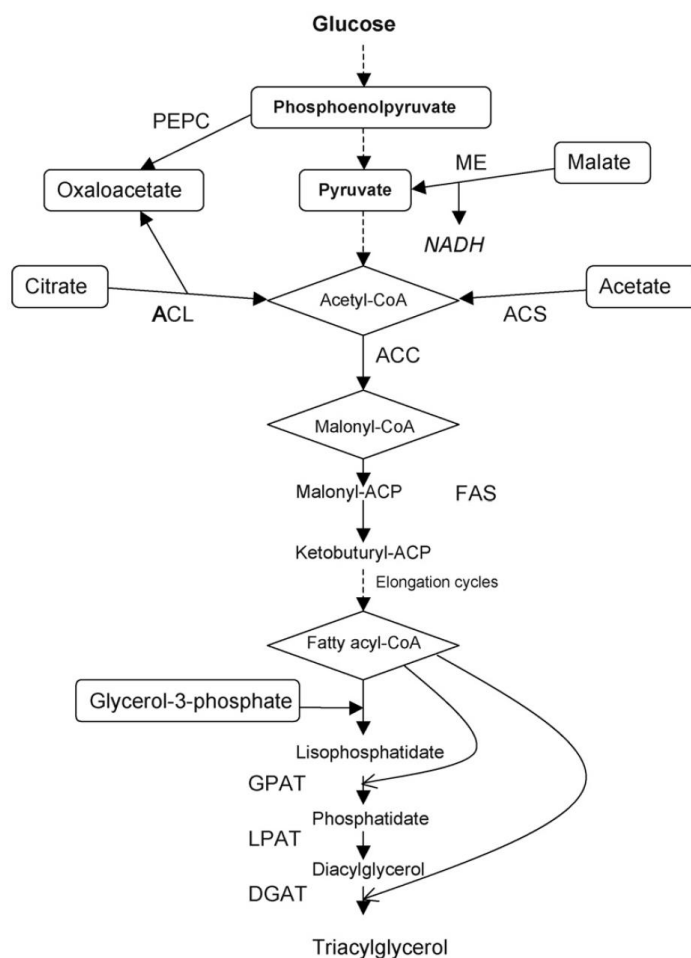 Glucose
Phosphoenolpyruvate
PEPC
ME
Malate
Oxaloacetate
Pyruvate
NADH
Citrate
Acetyl-CoA
Acetate
ACL
ACS
ACC
Malonyl-CoA
Malonyl-ACP
FAS
Ketobuturyl-ACP
Elongation cycles
Fatty acyl-CoA
Glycerol-3-phosphate
Lisophosphatidate
GPAT
Phosphatidate
LPAT
Diacylglycerol
DGAT
Triacylglycerol